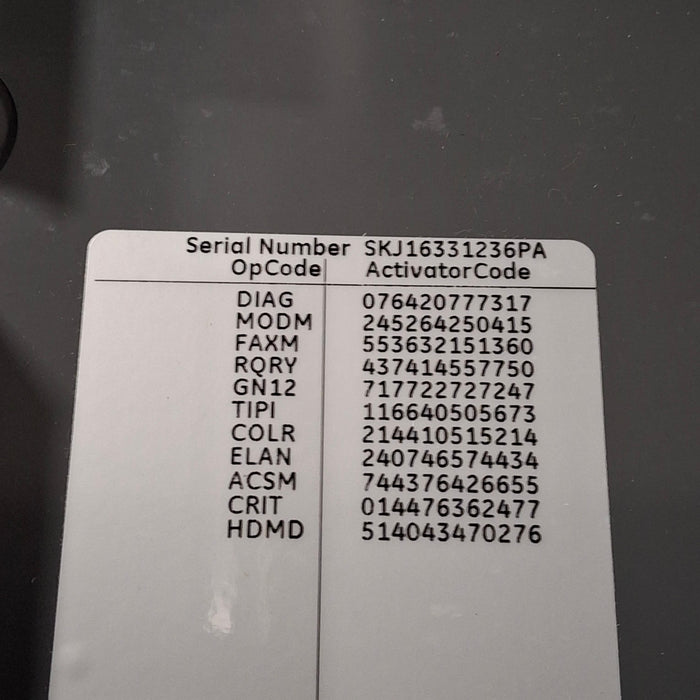 Serial Number SKJ16331236PA
OpCode ActivatorCode
DIAG 076420777317
MODM 245264250415
FAXM 553632151360
RQRY 437414557750
GN12 717722727247
TIPI 116640505673
COLR 214410515214
ELAN 240746574434
ACSM 744376426655
CRIT 014476362477
HDMD 514043470276